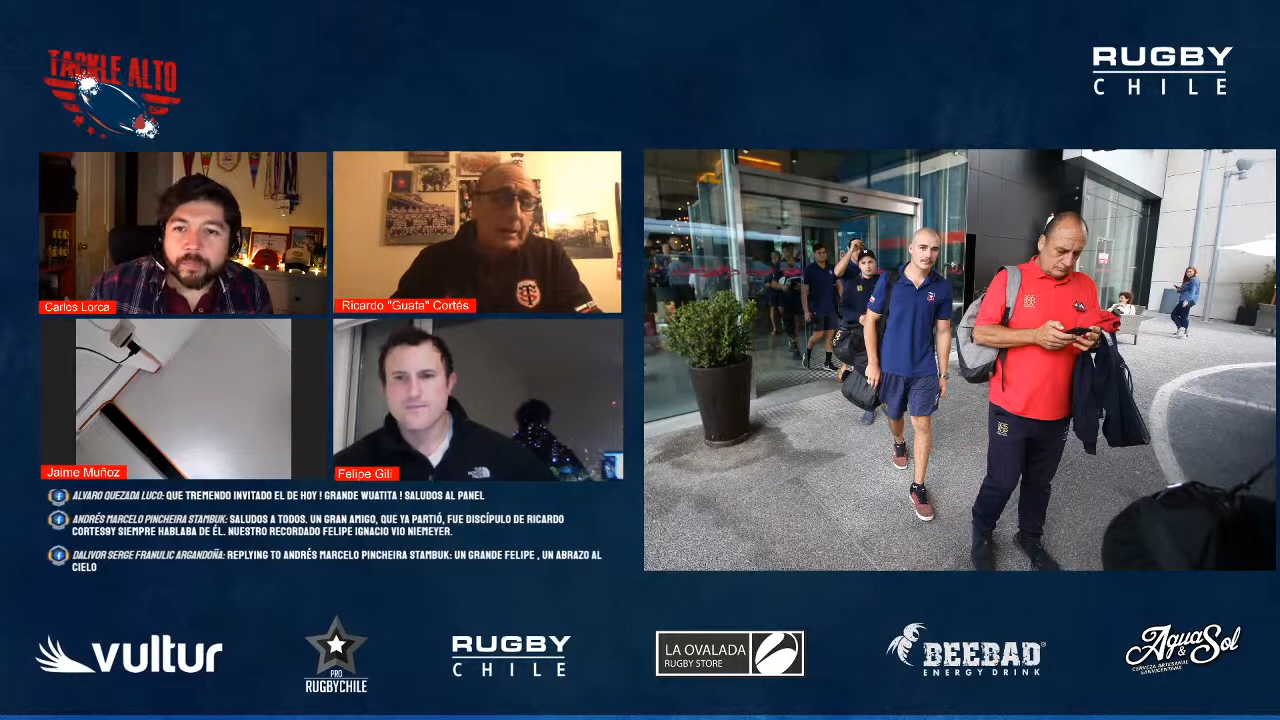 TACKLE ALTO
RUGBY
CHILE
Carlos Lorca
Ricardo "Guata" Cortés
Jaime Muñoz
Felipe Gili
ALVARO QUEZADA LUCO: QUE TREMENDO INVITADO EL DE HOY ! GRANDE WUATITA ! SALUDOS AL PANEL
ANDRÉS MARCELO PINCHEIRA STAMBUK: SALUDOS A TODOS. UN GRAN AMIGO, QUE YA PARTIÓ, FUE DISCÍPULO DE RICARDO
CORTES9Y SIEMPRE HABLABA DE ÉL. NUESTRO RECORDADO FELIPE IGNACIO VIO NIEMEYER.
DALIVOR SERGE FRANULIC ARGANDOÑA: REPLYING TO ANDRÉS MARCELO PINCHEIRA STAMBUK: UN GRANDE FELIPE , UN ABRAZO AL
CIELO
vultur
PRO
RUGBYCHILE
RUGBY
CHILE
LA OVALADA
RUGBY STORE
BEEBAD
ENERGY DRINK
Agua & Sol
CERVEZA ARTESANAL
SANVICENTANA